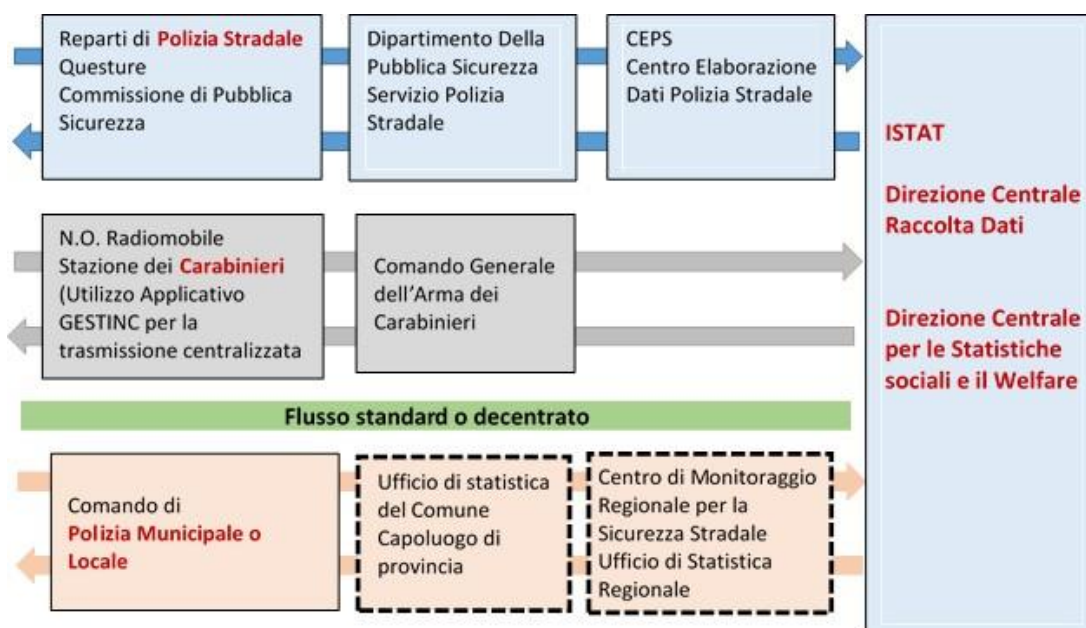 Reparti di Polizia Stradale
Questure
Commissione di Pubblica
Sicurezza
Dipartimento Della
Pubblica Sicurezza
Servizio Polizia
Stradale
CEPS
Centro Elaborazione
Dati Polizia Stradale
ISTAT
Direzione Centrale
Raccolta Dati
Direzione Centrale
per le Statistiche
sociali e il Welfare
N.O. Radiomobile
Stazione dei Carabinieri
(Utilizzo Applicativo
GESTINC per la
trasmissione centralizzata
Comando Generale
dell'Arma dei
Carabinieri
Flusso standard o decentrato
Comando di
Polizia Municipale o
Locale
Ufficio di statistica
del Comune
Capoluogo di
provincia
Centro di Monitoraggio
Regionale per la
Sicurezza Stradale
Ufficio di Statistica
Regionale